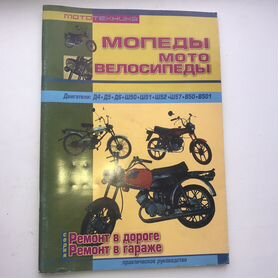 МОТОТЕХНИКА
МОПЕДЫ
МОТО
ВЕЛОСИПЕДЫ
Двигатели: Д4•Д5•Д6•Ш50•Ш51•Ш52•Ш57•В50•В501
серия
Ремонт в дороге
Ремонт в гараже
практическое руководство